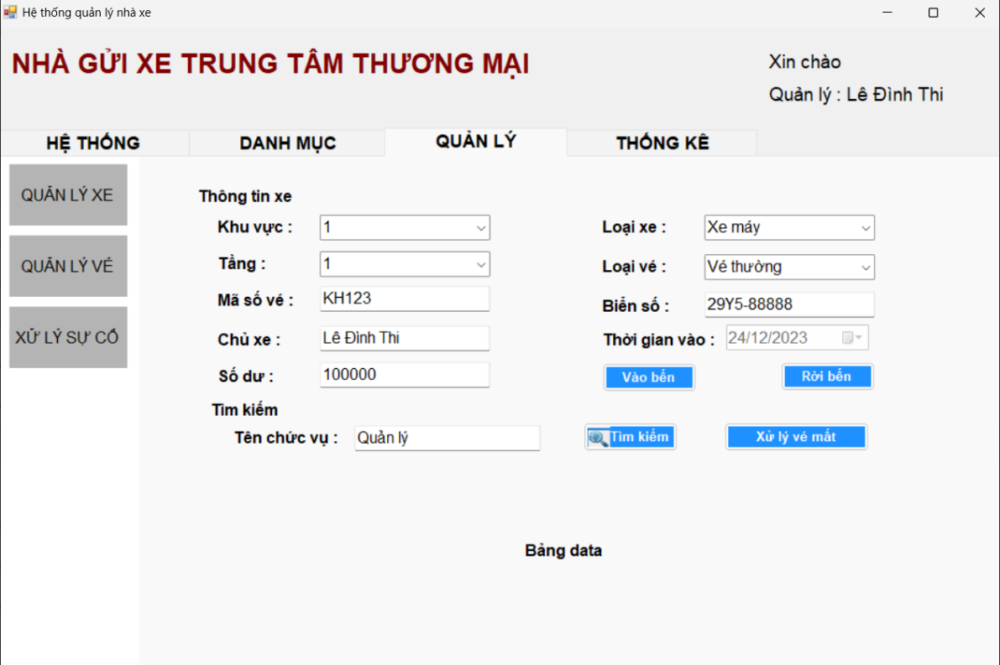 Hệ thống quản lý nhà xe
NHÀ GỬI XE TRUNG TÂM THƯƠNG MẠI
Xin chào
Quản lý : Lê Đình Thi
HỆ THỐNG DANH MỤC QUẢN LÝ THỐNG KÊ
QUẢN LÝ XE
QUẢN LÝ VÉ
XỬ LÝ SỰ CỐ
Thông tin xe
Khu vực : 1 Loại xe : Xe máy
Tầng : 1 Loại vé : Vé thường
Mã số vé : KH123 Biển số : 29Y5-88888
Chủ xe : Lê Đình Thi Thời gian vào : 24/12/2023
Số dư : 100000 Vào bến Rời bến
Tìm kiếm
Tên chức vụ : Quản lý Tìm kiếm Xử lý vé mất
Bảng data